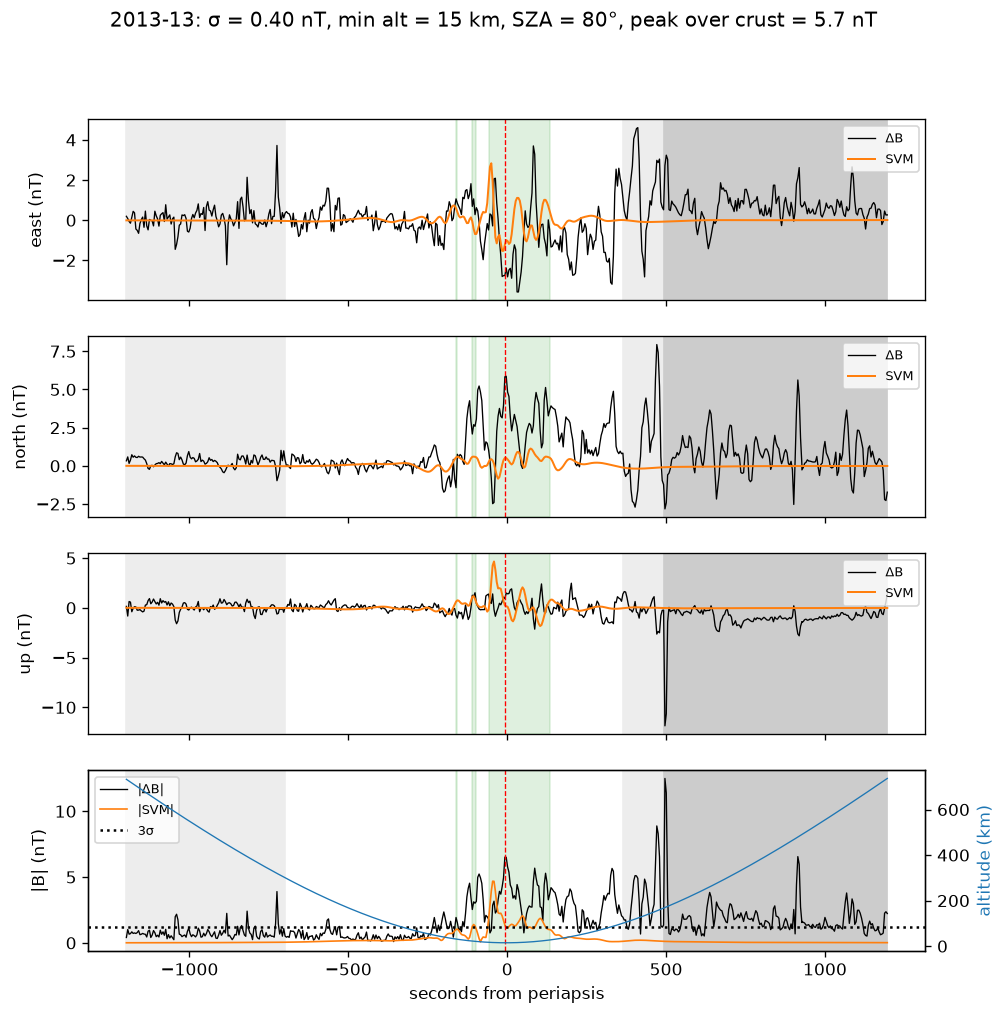 2013-13: σ = 0.40 nT, min alt = 15 km, SZA = 80°, peak over crust = 5.7 nT
east (nT)
4
2
0
−2
ΔB
SVM
north (nT)
7.5
5.0
2.5
0.0
−2.5
ΔB
SVM
up (nT)
5
0
−5
−10
ΔB
SVM
|B| (nT)
10
5
0
|ΔB|
|SVM|
3σ
600
400
200
0
altitude (km)
−1000
−500
0
500
1000
seconds from periapsis